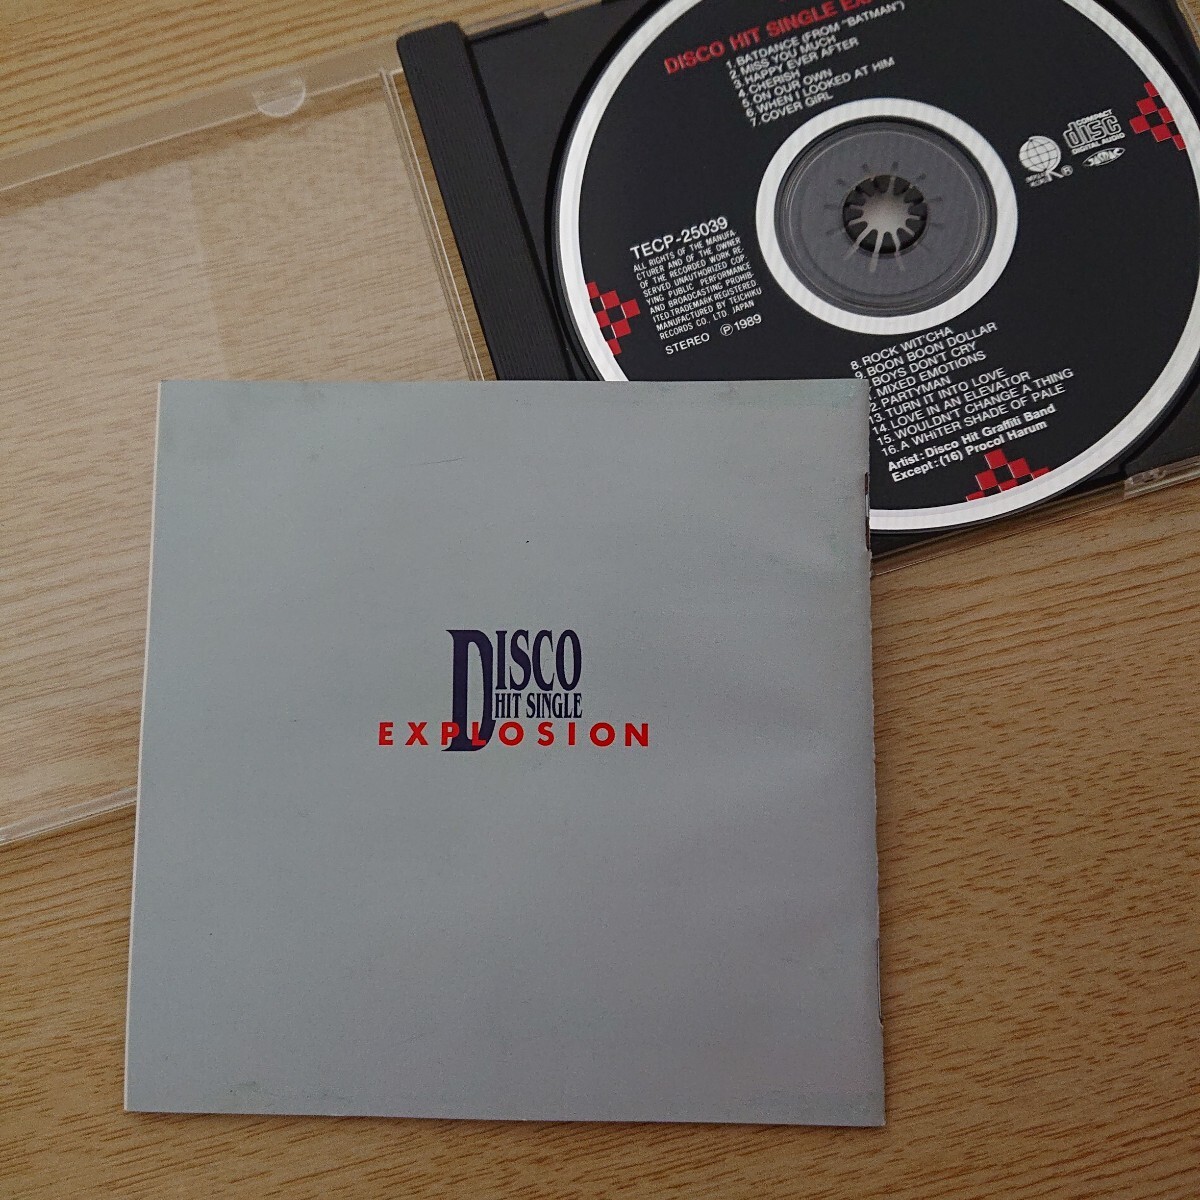 DISCO HIT SINGLE
1. BATDANCE (FROM "BATMAN")
2. MISS YOU MUCH
3. HAPPY EVER AFTER
4. CHERISH
5. ON OUR OWN
6. WHEN I LOOKED AT HIM
7. COVER GIRL
COMPACT
disc
DIGITAL AUDIO
JASRAC
R
TECP-25039
ALL RIGHTS OF THE MANUFA-
CTURER AND OF THE OWNER
OF THE RECORDED WORK RE-
SERVED UNAUTHORIZED COP-
YING PUBLIC PERFORMANCE
AND BROADCASTING PROHIB-
ITED.TRADEMARK REGISTERED.
MANUFACTURED BY TEICHIKU
RECORDS CO., LTD. JAPAN
STEREO Ⓟ1989
8. ROCK WIT'CHA
9. BOON BOON DOLLAR
BOYS DON'T CRY
MIXED EMOTIONS
2. PARTYMAN
13. TURN IT INTO LOVE
14. LOVE IN AN ELEVATOR
15. WOULDN'T CHANGE A THING
16. A WHITER SHADE OF PALE
Artist : Disco Hit Graffiti Band
Except : (16) Procol Harum
DISCO
HIT SINGLE
EXPLOSION